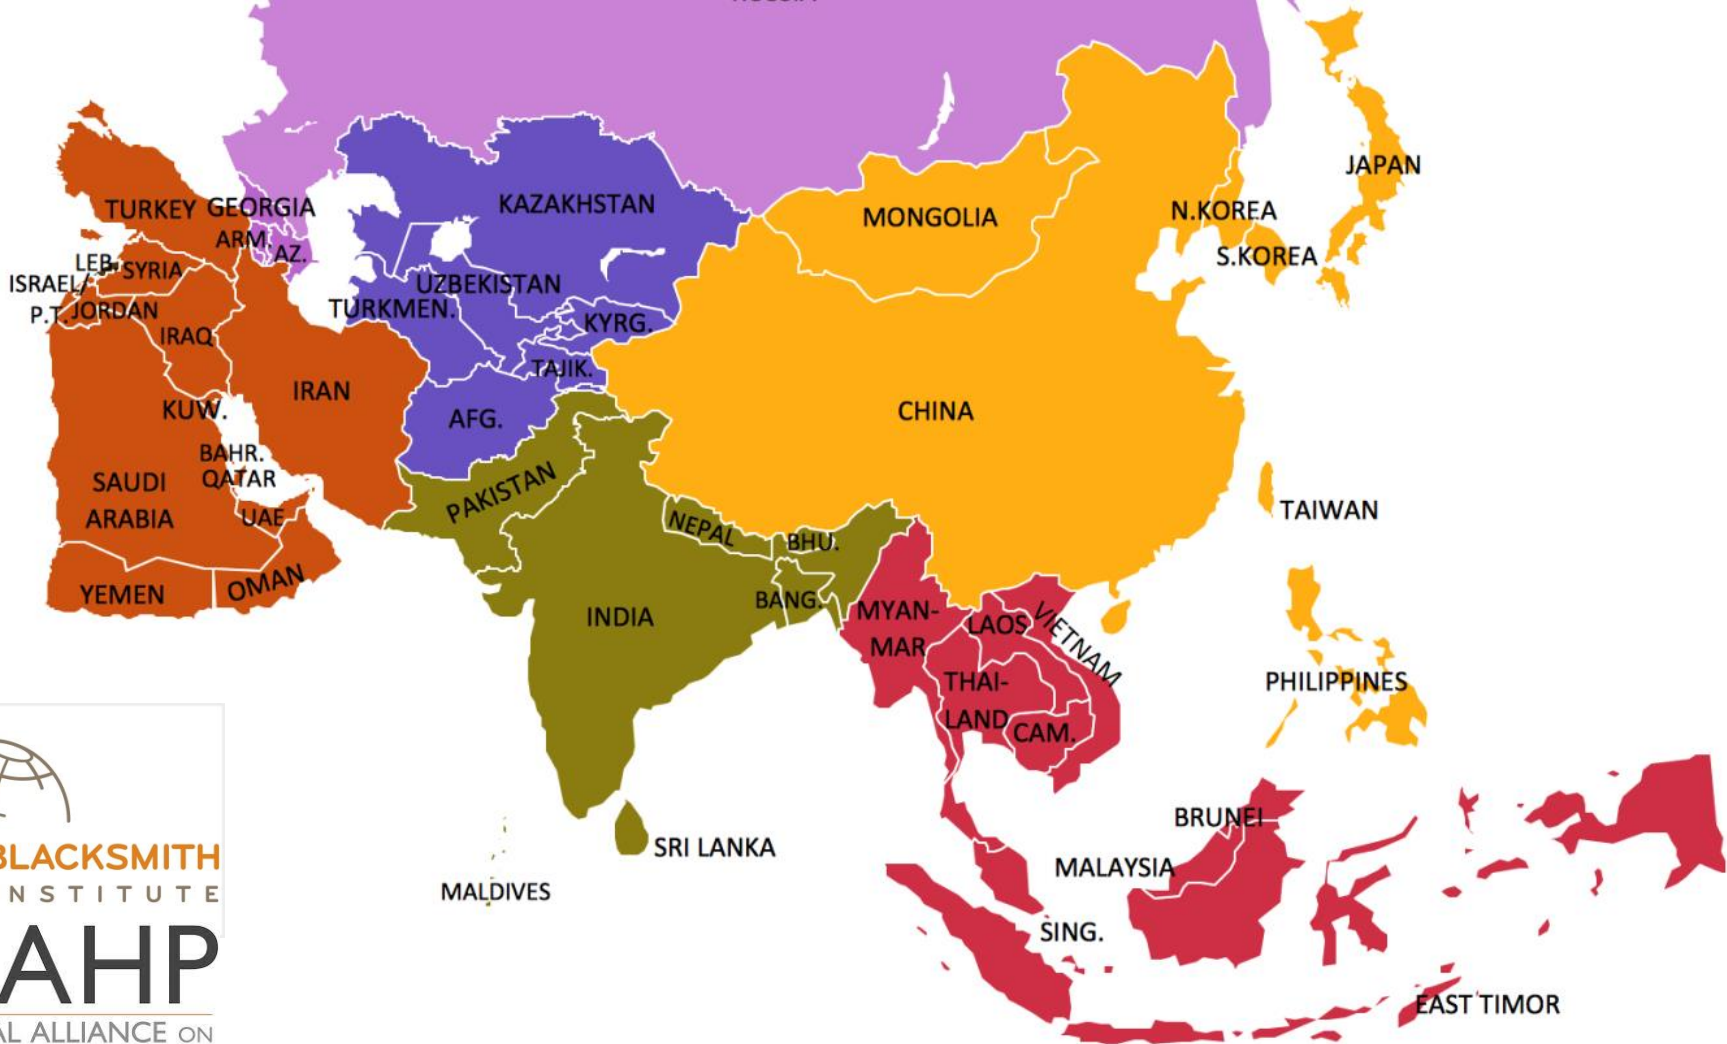 KAZAKHSTAN
MONGOLIA
JAPAN
TURKEY
GEORGIA
ARM.
AZ.
N.KOREA
S.KOREA
LEB.
SYRIA
ISRAEL/
P.T.
JORDAN
UZBEKISTAN
TURKMEN.
KYRG.
IRAQ
IRAN
TAJIK.
KUW.
AFG.
CHINA
BAHR.
QATAR
SAUDI
ARABIA
UAE
PAKISTAN
NEPAL
BHU.
TAIWAN
YEMEN
OMAN
INDIA
BANG.
MYAN-
MAR
LAOS
VIETNAM
THAI-
LAND
CAM.
PHILIPPINES
BRUNEI
MALAYSIA
SRI LANKA
MALDIVES
SING.
EAST TIMOR
BLACKSMITH
NSTITUTE
AHP
AL ALLIANCE ON